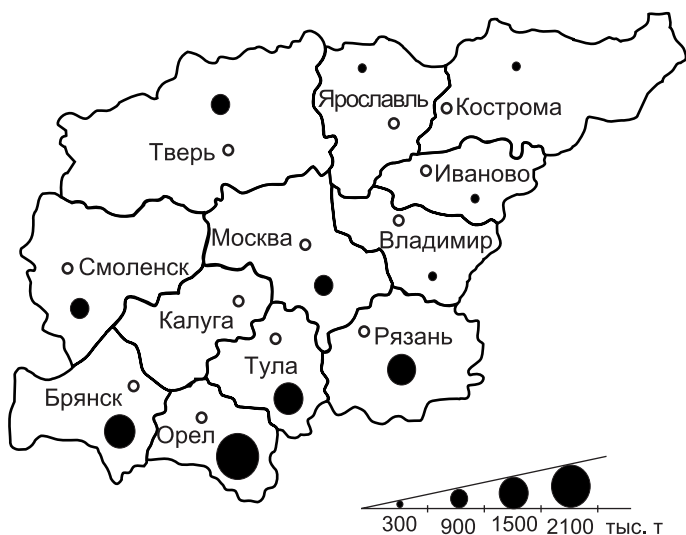 Ярославль
Кострома
Тверь
Иваново
Москва
Владимир
Смоленск
Калуга
Рязань
Тула
Брянск
Орел
300 900 1500 2100 тыс. т